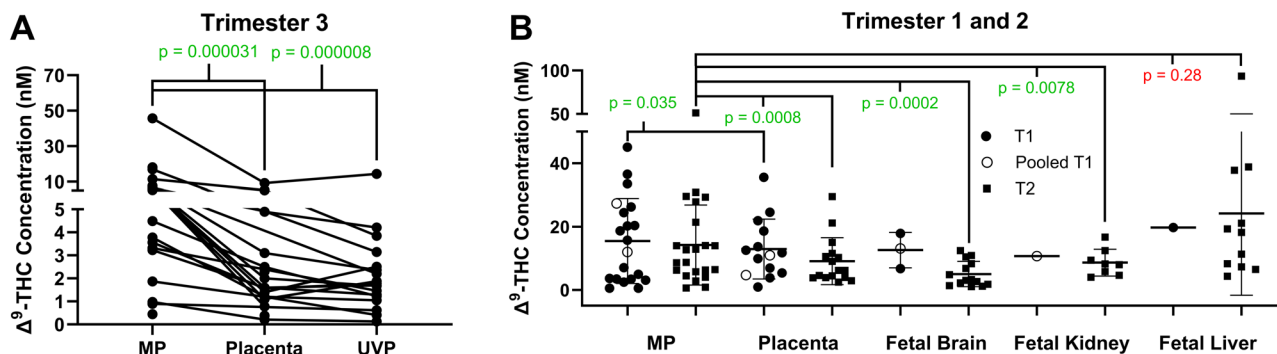 A
Trimester 3
p = 0.000031
p = 0.000008
Δ⁹-THC Concentration (nM)
70
50
30
10
5
4
3
2
1
0
MP
Placenta
UVP
B
Trimester 1 and 2
p = 0.035
p = 0.0008
p = 0.0002
p = 0.0078
p = 0.28
Δ⁹-THC Concentration (nM)
100
50
40
20
0
T1
Pooled T1
T2
MP
Placenta
Fetal Brain
Fetal Kidney
Fetal Liver